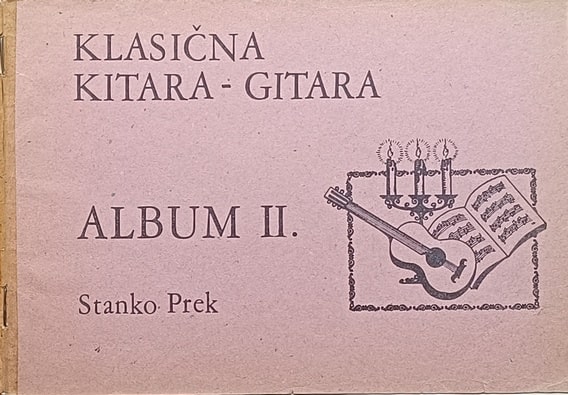 KLASIČNA
KITARA - GITARA
ALBUM II.
Stanko Prek